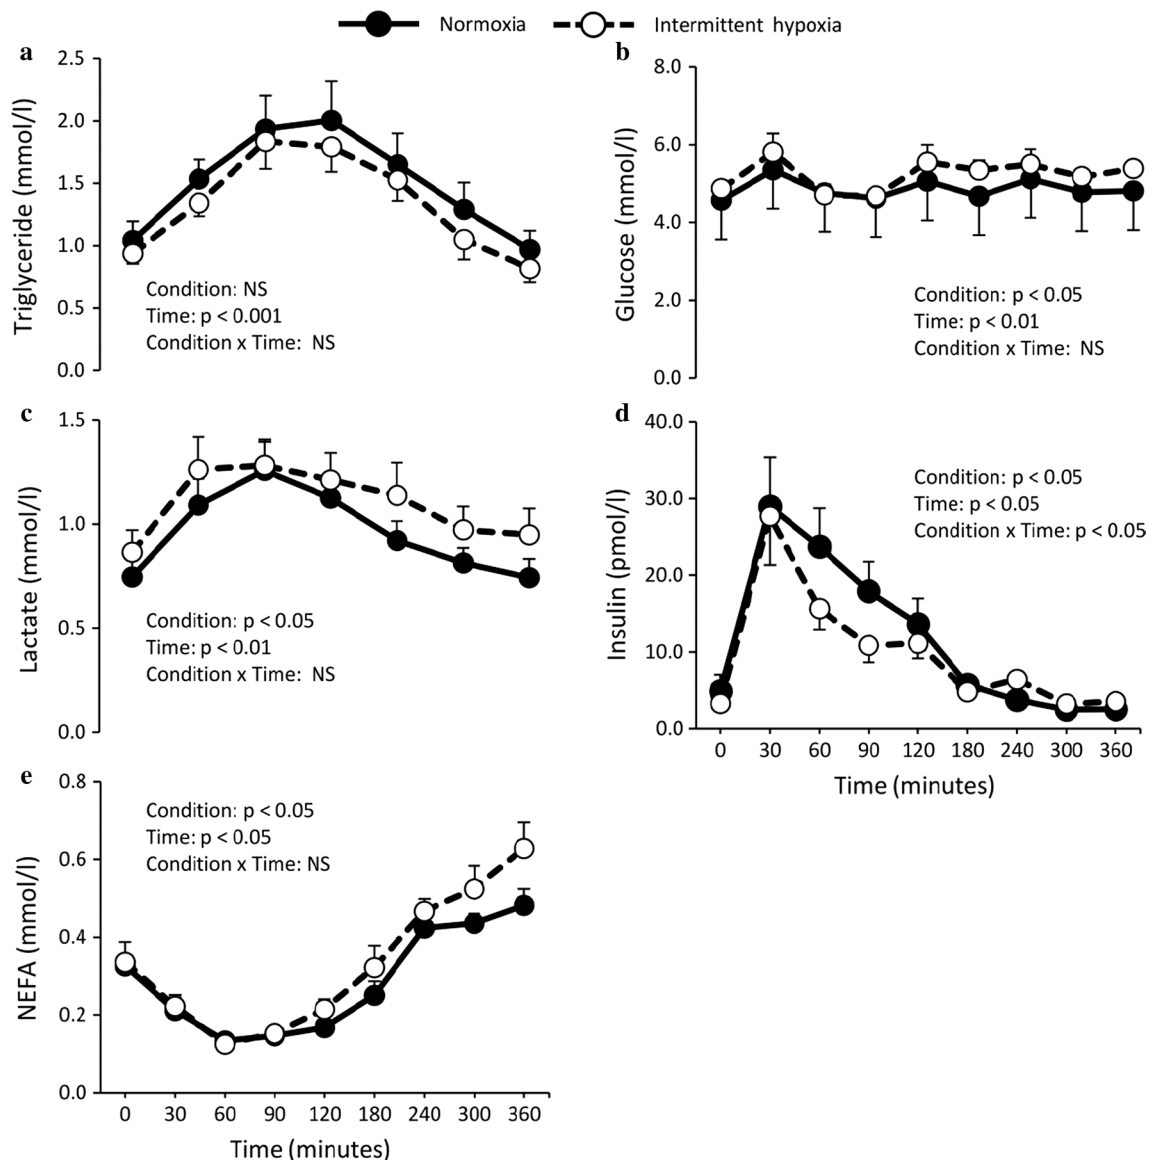 Normoxia
Intermittent hypoxia
a
2.5
2.0
1.5
1.0
0.5
0.0
Triglyceride (mmol/l)
Condition: NS
Time: p < 0.001
Condition x Time: NS
b
8.0
6.0
4.0
2.0
0.0
Glucose (mmol/l)
Condition: p < 0.05
Time: p < 0.01
Condition x Time: NS
c
1.5
1.0
0.5
0.0
Lactate (mmol/l)
Condition: p < 0.05
Time: p < 0.01
Condition x Time: NS
d
40.0
30.0
20.0
10.0
0.0
Insulin (pmol/l)
Condition: p < 0.05
Time: p < 0.05
Condition x Time: p < 0.05
0 30 60 90 120 180 240 300 360
Time (minutes)
e
0.8
0.6
0.4
0.2
0.0
NEFA (mmol/l)
Condition: p < 0.05
Time: p < 0.05
Condition x Time: NS
0 30 60 90 120 180 240 300 360
Time (minutes)